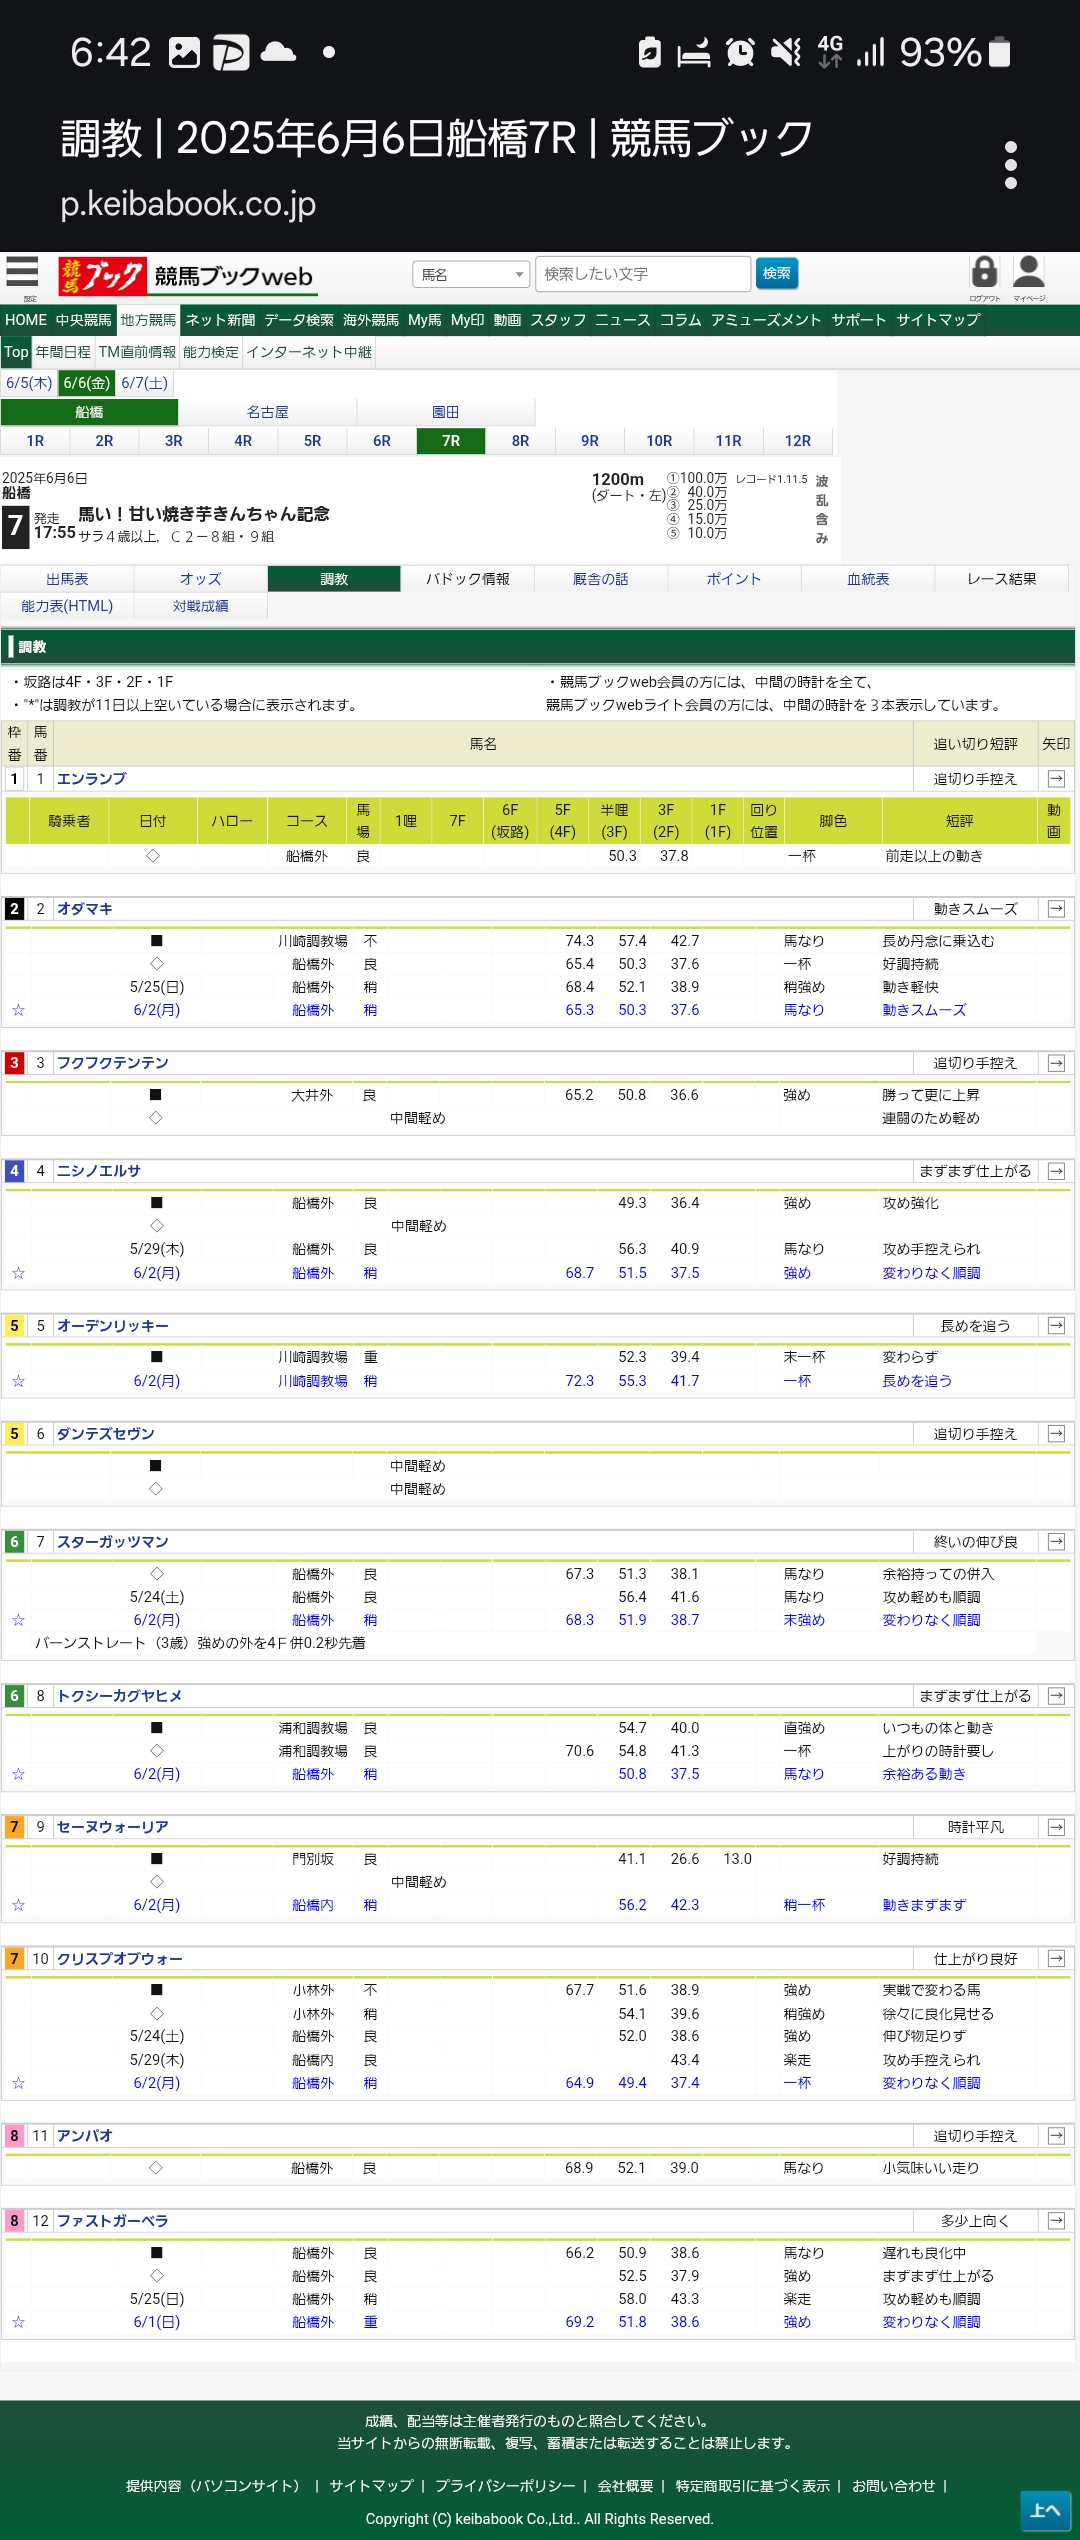 6:42 4G 93%
調教 | 2025年6月6日船橋7R | 競馬ブック
p.keibabook.co.jp
設定 競馬ブック 競馬ブックweb 馬名 検索したい文字 検索 ログアウト マイページ
HOME 中央競馬 地方競馬 ネット新聞 データ検索 海外競馬 My馬 My印 動画 スタッフ ニュース コラム アミューズメント サポート サイトマップ
Top 年間日程 TM直前情報 能力検定 インターネット中継
6/5(木) 6/6(金) 6/7(土)
船橋 名古屋 園田
1R 2R 3R 4R 5R 6R 7R 8R 9R 10R 11R 12R
2025年6月6日
船橋
7 発走 17:55
馬い！甘い焼き芋きんちゃん記念
サラ４歳以上, Ｃ２－８組・９組
1200m
(ダート・左)
①100.0万
② 40.0万
③ 25.0万
④ 15.0万
⑤ 10.0万
レコード1.11.5
波乱含み
出馬表 オッズ 調教 パドック情報 厩舎の話 ポイント 血統表 レース結果
能力表(HTML) 対戦成績
調教
・坂路は4F・3F・2F・1F
・"*"は調教が11日以上空いている場合に表示されます。
・競馬ブックweb会員の方には、中間の時計を全て、
競馬ブックwebライト会員の方には、中間の時計を３本表示しています。
枠番 馬番 馬名 追い切り短評 矢印
1 1 エンランブ 追切り手控え →
騎乗者 日付 ハロー コース 馬場 1哩 7F 6F(坂路) 5F(4F) 半哩(3F) 3F(2F) 1F(1F) 回り位置 脚色 短評 動画
◇ 船橋外 良 50.3 37.8 一杯 前走以上の動き
2 2 オダマキ 動きスムーズ →
■ 川崎調教場 不 74.3 57.4 42.7 馬なり 長め丹念に乗込む
◇ 船橋外 良 65.4 50.3 37.6 一杯 好調持続
5/25(日) 船橋外 稍 68.4 52.1 38.9 稍強め 動き軽快
☆ 6/2(月) 船橋外 稍 65.3 50.3 37.6 馬なり 動きスムーズ
3 3 フクフクテンテン 追切り手控え →
■ 大井外 良 65.2 50.8 36.6 強め 勝って更に上昇
◇ 中間軽め 連闘のため軽め
4 4 ニシノエルサ まずまず仕上がる →
■ 船橋外 良 49.3 36.4 強め 攻め強化
◇ 中間軽め
5/29(木) 船橋外 良 56.3 40.9 馬なり 攻め手控えられ
☆ 6/2(月) 船橋外 稍 68.7 51.5 37.5 強め 変わりなく順調
5 5 オーデンリッキー 長めを追う →
■ 川崎調教場 重 52.3 39.4 末一杯 変わらず
☆ 6/2(月) 川崎調教場 稍 72.3 55.3 41.7 一杯 長めを追う
5 6 ダンテズセヴン 追切り手控え →
■ 中間軽め
◇ 中間軽め
6 7 スターガッツマン 終いの伸び良 →
◇ 船橋外 良 67.3 51.3 38.1 馬なり 余裕持っての併入
5/24(土) 船橋外 良 56.4 41.6 馬なり 攻め軽めも順調
☆ 6/2(月) 船橋外 稍 68.3 51.9 38.7 末強め 変わりなく順調
バーンストレート（3歳）強めの外を4Ｆ併0.2秒先着
6 8 トクシーカグヤヒメ まずまず仕上がる →
■ 浦和調教場 良 54.7 40.0 直強め いつもの体と動き
◇ 浦和調教場 良 70.6 54.8 41.3 一杯 上がりの時計要し
☆ 6/2(月) 船橋外 稍 50.8 37.5 馬なり 余裕ある動き
7 9 セーヌウォーリア 時計平凡 →
■ 門別坂 良 41.1 26.6 13.0 好調持続
◇ 中間軽め
☆ 6/2(月) 船橋内 稍 56.2 42.3 稍一杯 動きまずまず
7 10 クリスプオブウォー 仕上がり良好 →
■ 小林外 不 67.7 51.6 38.9 強め 実戦で変わる馬
◇ 小林外 稍 54.1 39.6 稍強め 徐々に良化見せる
5/24(土) 船橋外 良 52.0 38.6 強め 伸び物足りず
5/29(木) 船橋内 良 43.4 楽走 攻め手控えられ
☆ 6/2(月) 船橋外 稍 64.9 49.4 37.4 一杯 変わりなく順調
8 11 アンパオ 追切り手控え →
◇ 船橋外 良 68.9 52.1 39.0 馬なり 小気味いい走り
8 12 ファストガーベラ 多少上向く →
■ 船橋外 良 66.2 50.9 38.6 馬なり 遅れも良化中
◇ 船橋外 良 52.5 37.9 強め まずまず仕上がる
5/25(日) 船橋外 稍 58.0 43.3 楽走 攻め軽めも順調
☆ 6/1(日) 船橋外 重 69.2 51.8 38.6 強め 変わりなく順調
成績、配当等は主催者発行のものと照合してください。
当サイトからの無断転載、複写、蓄積または転送することは禁止します。
提供内容（パソコンサイト） | サイトマップ | プライバシーポリシー | 会社概要 | 特定商取引に基づく表示 | お問い合わせ |
Copyright (C) keibabook Co.,Ltd.. All Rights Reserved.
上へ